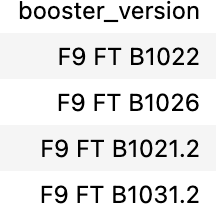 booster_version
F9 FT B1022
F9 FT B1026
F9 FT B1021.2
F9 FT B1031.2